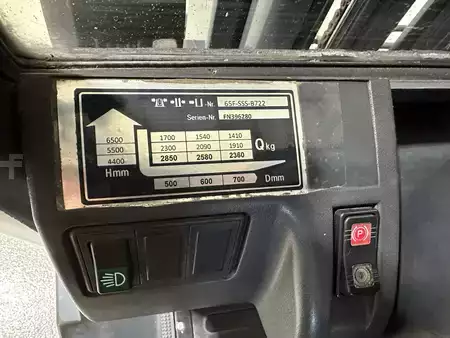 -Nr. 65F-SSS-B722
Serien-Nr. FN396280
6500 1700 1540 1410
5500 2300 2090 1910 Qkg
4400 2850 2580 2360
Hmm 500 600 700 Dmm
P